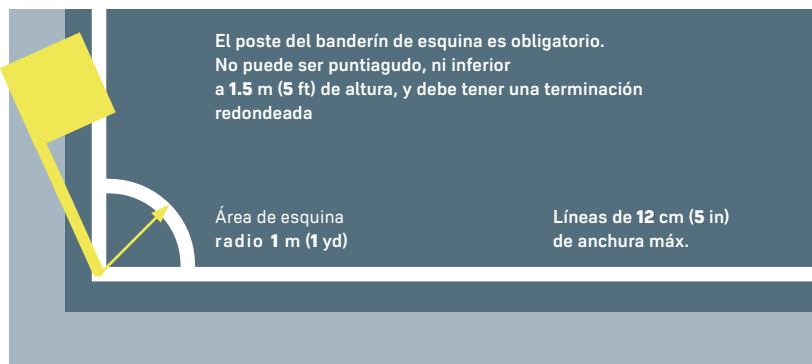 El poste del banderín de esquina es obligatorio.
No puede ser puntiagudo, ni inferior
a 1.5 m (5 ft) de altura, y debe tener una terminación
redondeada
Área de esquina
radio 1 m (1 yd)
Líneas de 12 cm (5 in)
de anchura máx.